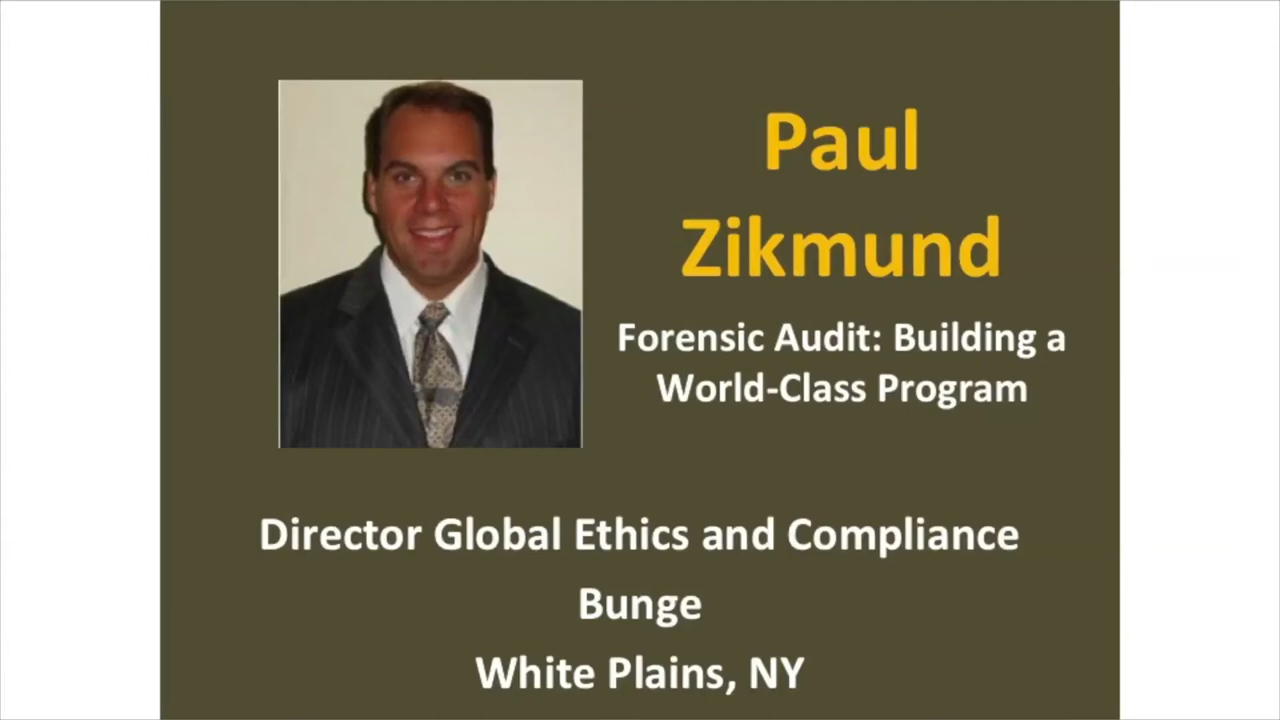 Paul
Zikmund
Forensic Audit: Building a
World-Class Program
Director Global Ethics and Compliance
Bunge
White Plains, NY